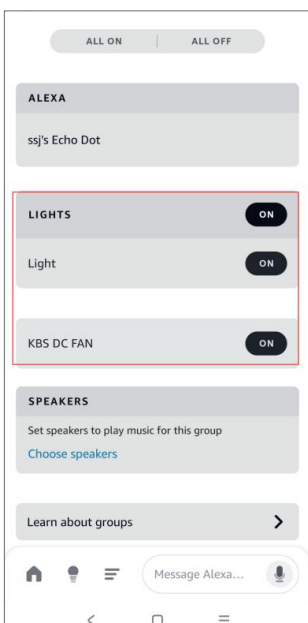 ALL ON | ALL OFF
ALEXA
ssj's Echo Dot
LIGHTS ON
Light ON
KBS DC FAN ON
SPEAKERS
Set speakers to play music for this group
Choose speakers
Learn about groups
Message Alexa...